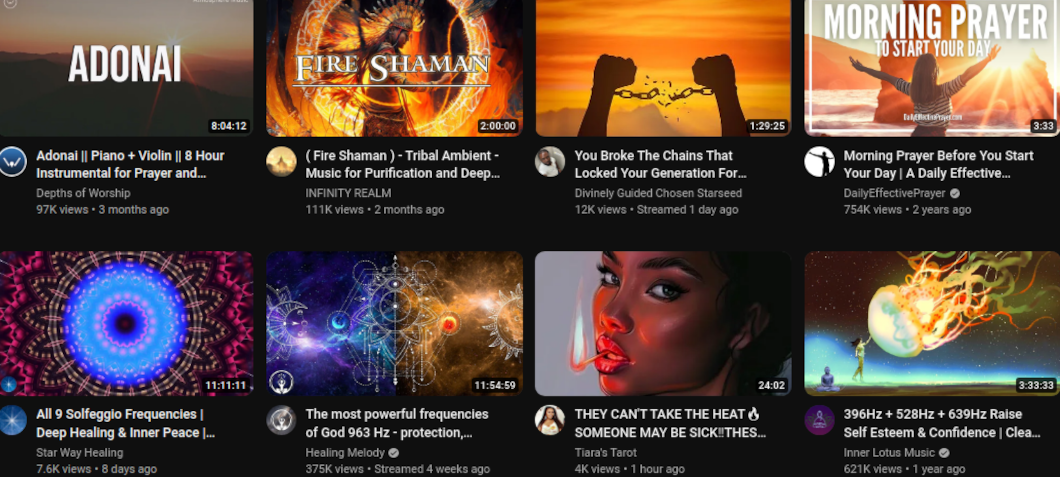 ADONAI
8:04:12
FIRE SHAMAN
2:00:00
1:29:25
MORNING PRAYER
TO START YOUR DAY
DailyEffectivePrayer.com
3:33
Adonai || Piano + Violin || 8 Hour
Instrumental for Prayer and...
Depths of Worship
97K views • 3 months ago
( Fire Shaman ) - Tribal Ambient -
Music for Purification and Deep...
INFINITY REALM
111K views • 2 months ago
You Broke The Chains That
Locked Your Generation For...
Divinely Guided Chosen Starseed
12K views • Streamed 1 day ago
Morning Prayer Before You Start
Your Day | A Daily Effective...
DailyEffectivePrayer
754K views • 2 years ago
11:11:11
11:54:59
24:02
3:33:33
All 9 Solfeggio Frequencies |
Deep Healing & Inner Peace |...
Star Way Healing
7.6K views • 8 days ago
The most powerful frequencies
of God 963 Hz - protection,...
Healing Melody
375K views • Streamed 4 weeks ago
THEY CAN'T TAKE THE HEAT🔥
SOMEONE MAY BE SICK‼️THES...
Tiara's Tarot
4K views • 1 hour ago
396Hz + 528Hz + 639Hz Raise
Self Esteem & Confidence | Clea...
Inner Lotus Music
621K views • 1 year ago